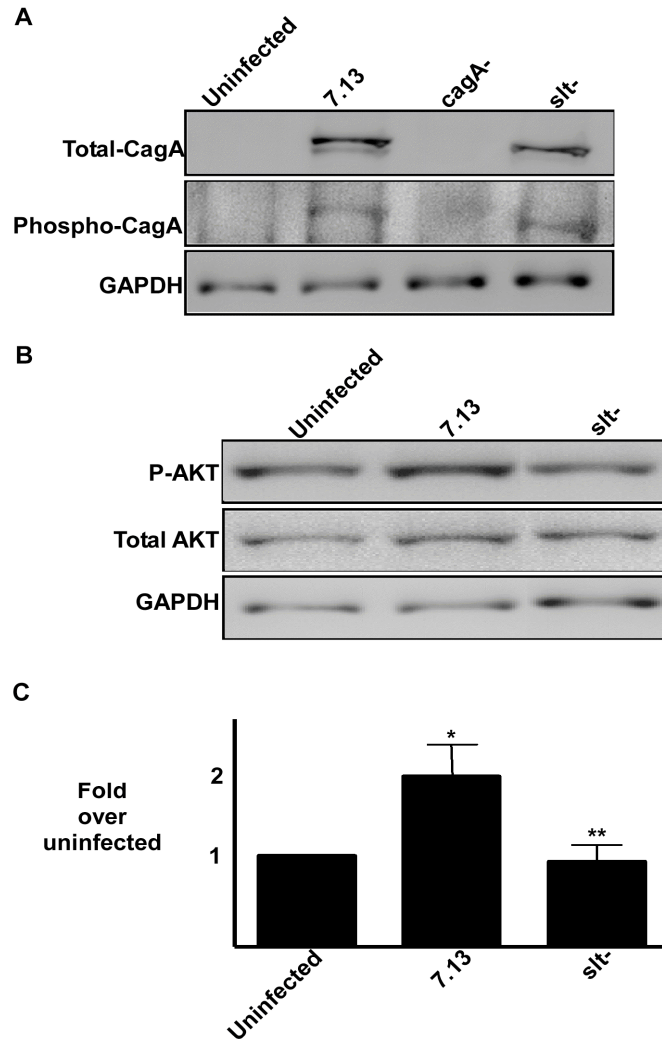 A
Uninfected
7.13
cagA-
slt-
Total-CagA
Phospho-CagA
GAPDH
B
Uninfected
7.13
slt-
P-AKT
Total AKT
GAPDH
C
Fold
over
uninfected
2
1
*
**
Uninfected
7.13
slt-